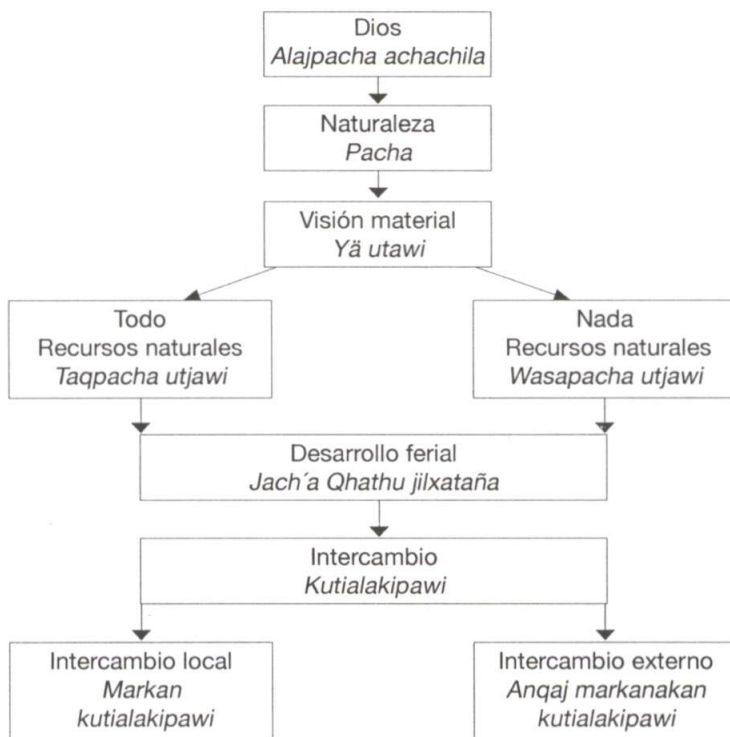 Dios
Alajpacha achachila
Naturaleza
Pacha
Visión material
Yä utawi
Todo
Recursos naturales
Taqpacha utjawi
Nada
Recursos naturales
Wasapacha utjawi
Desarrollo ferial
Jach´a Qhathu jilxataña
Intercambio
Kutialakipawi
Intercambio local
Markan
kutialakipawi
Intercambio externo
Anqaj markanakan
kutialakipawi